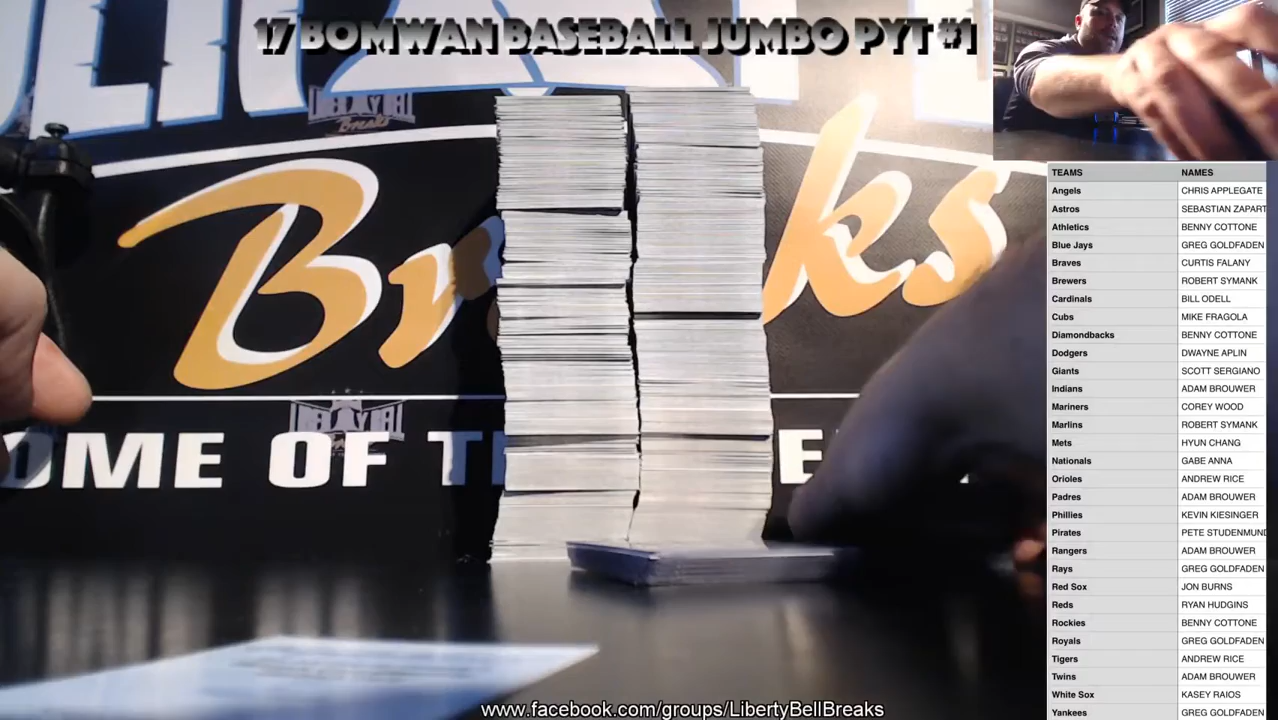 17 BOMWAN BASEBALL JUMBO PYT #1
Breaks
OME OF T
E
TEAMS NAMES
Angels CHRIS APPLEGATE
Astros SEBASTIAN ZAPART
Athletics BENNY COTTONE
Blue Jays GREG GOLDFADEN
Braves CURTIS FALANY
Brewers ROBERT SYMANK
Cardinals BILL ODELL
Cubs MIKE FRAGOLA
Diamondbacks BENNY COTTONE
Dodgers DWAYNE APLIN
Giants SCOTT SERGIANO
Indians ADAM BROUWER
Mariners COREY WOOD
Marlins ROBERT SYMANK
Mets HYUN CHANG
Nationals GABE ANNA
Orioles ANDREW RICE
Padres ADAM BROUWER
Phillies KEVIN KIESINGER
Pirates PETE STUDENMUND
Rangers ADAM BROUWER
Rays GREG GOLDFADEN
Red Sox JON BURNS
Reds RYAN HUDGINS
Rockies BENNY COTTONE
Royals GREG GOLDFADEN
Tigers ANDREW RICE
Twins ADAM BROUWER
White Sox KASEY RAIOS
Yankees GREG GOLDFADEN
www.facebook.com/groups/LibertyBellBreaks